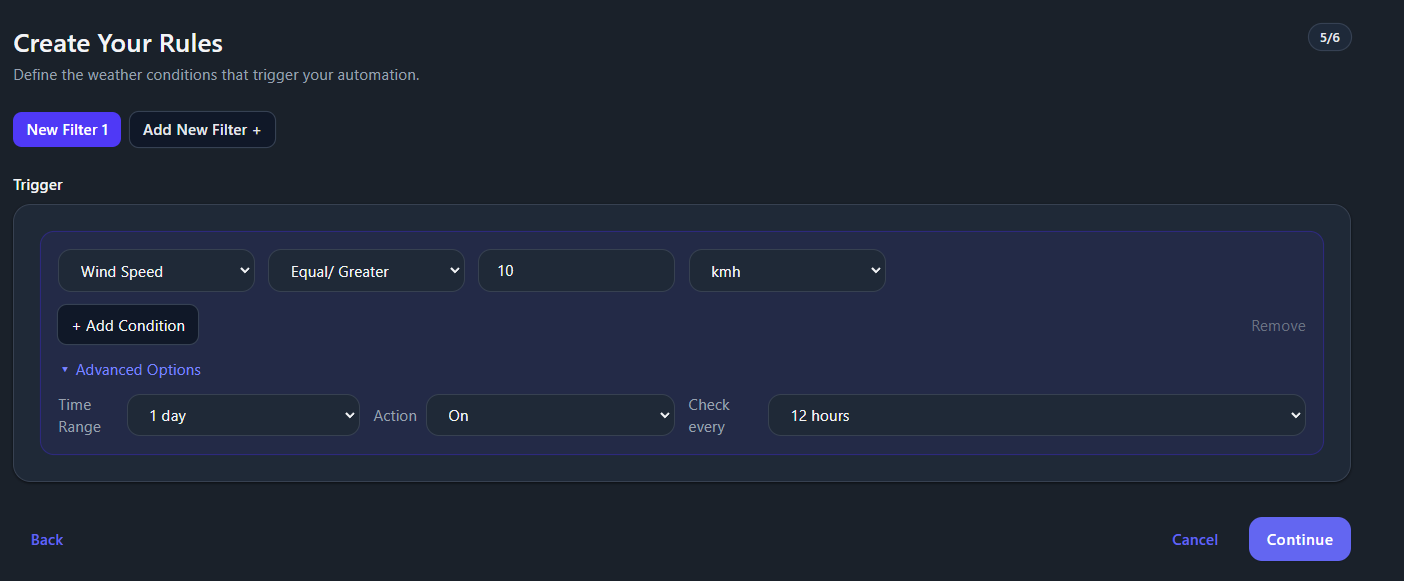 Create Your Rules
5/6
Define the weather conditions that trigger your automation.
New Filter 1
Add New Filter +
Trigger
Wind Speed
Equal/ Greater
10
kmh
+ Add Condition
Remove
▼ Advanced Options
Time
Range
1 day
Action
On
Check
every
12 hours
Back
Cancel
Continue